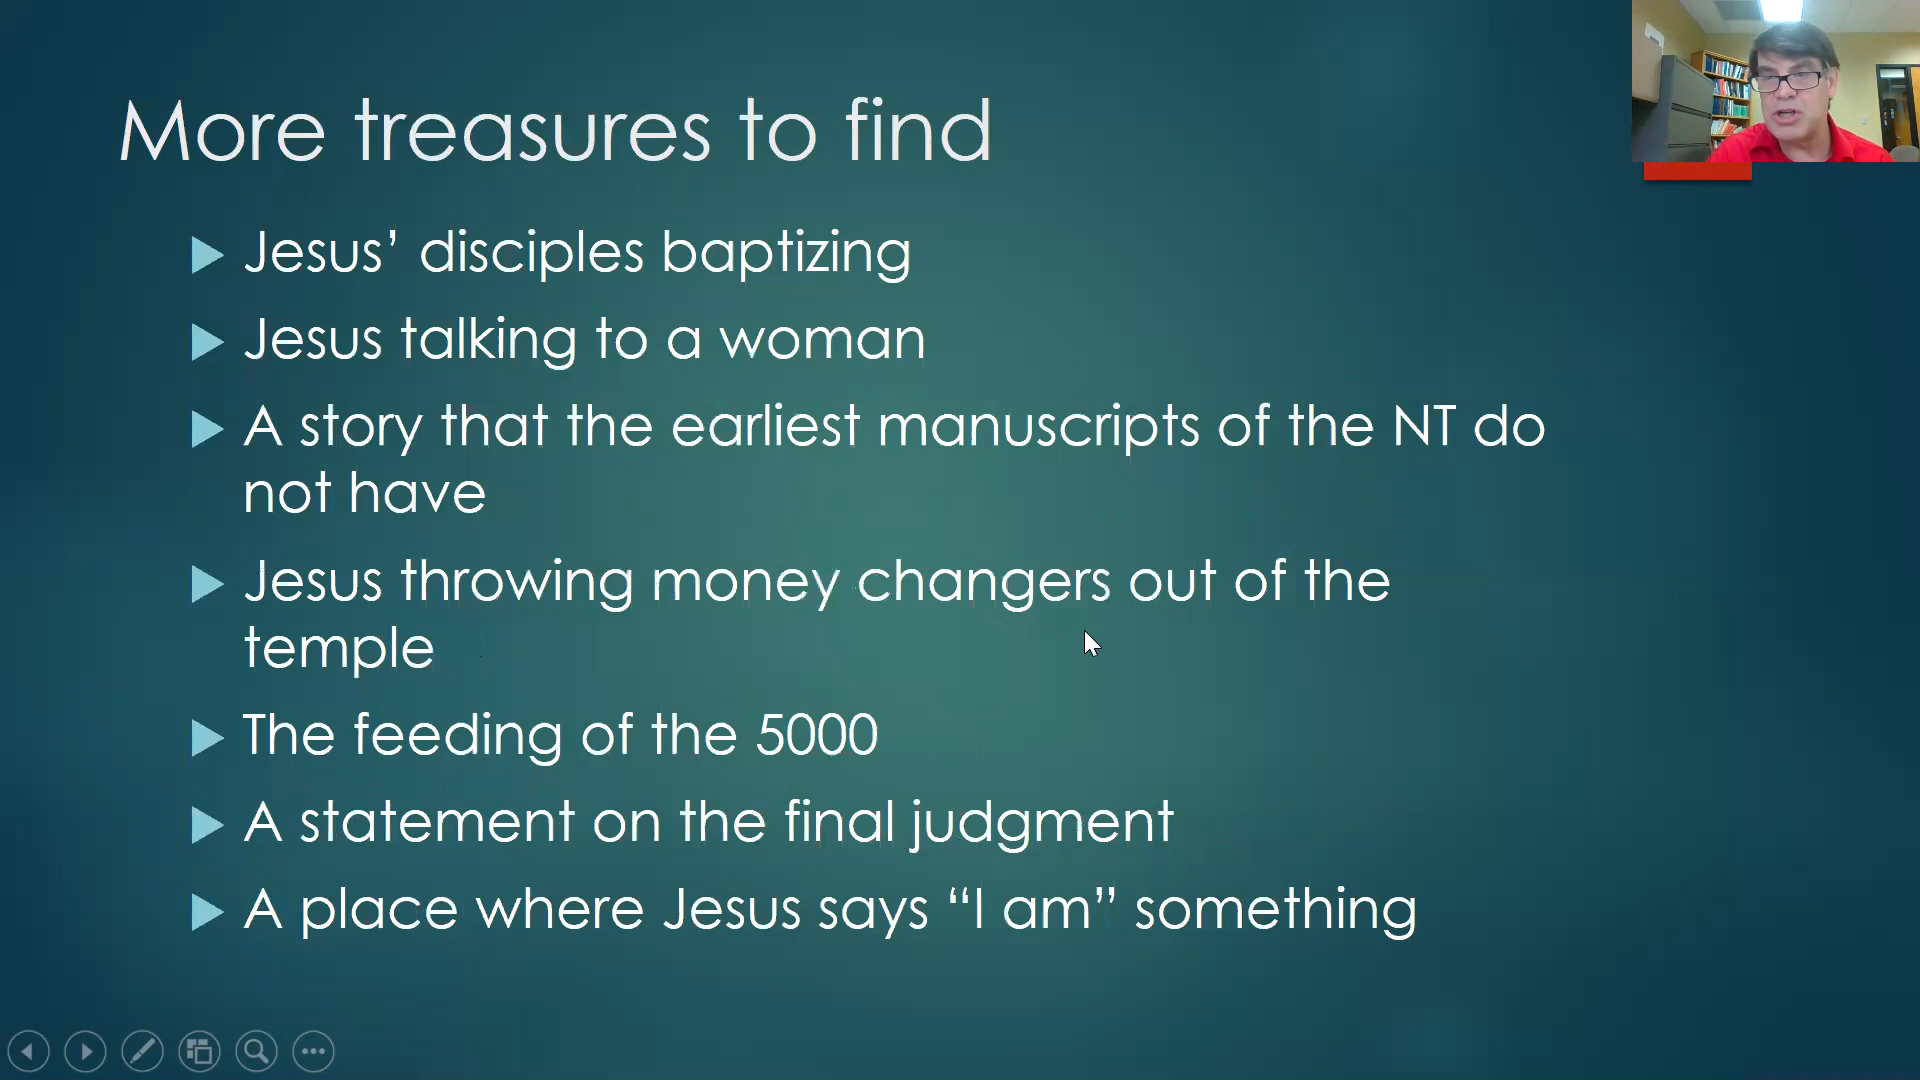 More treasures to find
Jesus’ disciples baptizing
Jesus talking to a woman
A story that the earliest manuscripts of the NT do
not have
Jesus throwing money changers out of the
temple
The feeding of the 5000
A statement on the final judgment
A place where Jesus says “I am” something